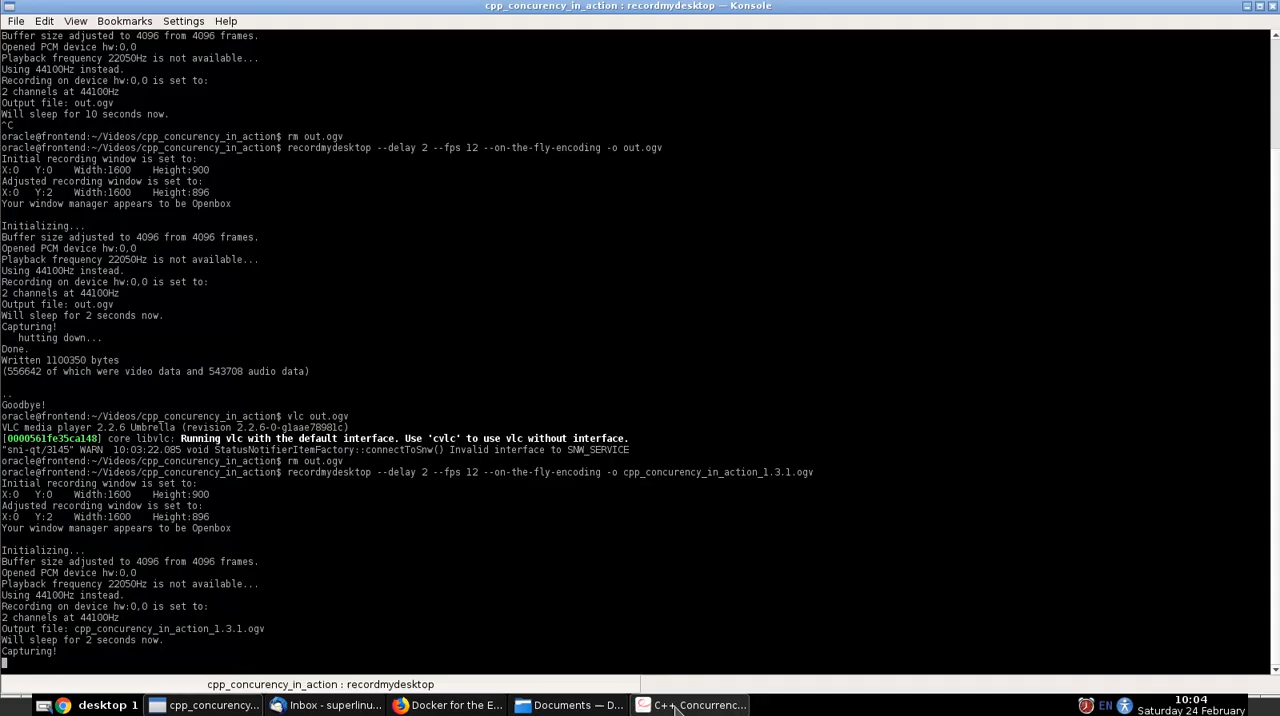 cpp_concurency_in_action : recordmydesktop — Konsole
File Edit View Bookmarks Settings Help
Buffer size adjusted to 4096 from 4096 frames.
Opened PCM device hw:0,0
Playback frequency 22050Hz is not available...
Using 44100Hz instead.
Recording on device hw:0,0 is set to:
2 channels at 44100Hz
Output file: out.ogv
Will sleep for 10 seconds now.
^C
oracle@frontend:~/Videos/cpp_concurency_in_action$ rm out.ogv
oracle@frontend:~/Videos/cpp_concurency_in_action$ recordmydesktop --delay 2 --fps 12 --on-the-fly-encoding -o out.ogv
Initial recording window is set to:
X:0 Y:0 Width:1600 Height:900
Adjusted recording window is set to:
X:0 Y:2 Width:1600 Height:896
Your window manager appears to be Openbox
Initializing...
Buffer size adjusted to 4096 from 4096 frames.
Opened PCM device hw:0,0
Playback frequency 22050Hz is not available...
Using 44100Hz instead.
Recording on device hw:0,0 is set to:
2 channels at 44100Hz
Output file: out.ogv
Will sleep for 2 seconds now.
Capturing!
hutting down...
Done.
Written 1100350 bytes
(556642 of which were video data and 543708 audio data)
..
Goodbye!
oracle@frontend:~/Videos/cpp_concurency_in_action$ vlc out.ogv
VLC media player 2.2.6 Umbrella (revision 2.2.6-0-g1aae78981c)
[0000561fe35ca148] core libvlc: Running vlc with the default interface. Use 'cvlc' to use vlc without interface.
"sni-qt/3145" WARN 10:03:22.085 void StatusNotifierItemFactory::connectToSnw() Invalid interface to SNW_SERVICE
oracle@frontend:~/Videos/cpp_concurency_in_action$ rm out.ogv
oracle@frontend:~/Videos/cpp_concurency_in_action$ recordmydesktop --delay 2 --fps 12 --on-the-fly-encoding -o cpp_concurency_in_action_1.3.1.ogv
Initial recording window is set to:
X:0 Y:0 Width:1600 Height:900
Adjusted recording window is set to:
X:0 Y:2 Width:1600 Height:896
Your window manager appears to be Openbox
Initializing...
Buffer size adjusted to 4096 from 4096 frames.
Opened PCM device hw:0,0
Playback frequency 22050Hz is not available...
Using 44100Hz instead.
Recording on device hw:0,0 is set to:
2 channels at 44100Hz
Output file: cpp_concurency_in_action_1.3.1.ogv
Will sleep for 2 seconds now.
Capturing!
cpp_concurency_in_action : recordmydesktop
desktop 1 cpp_concurrency... Inbox - superlinu... Docker for the E... Documents — D... C++ Concurrenc... EN 10:04
Saturday 24 February